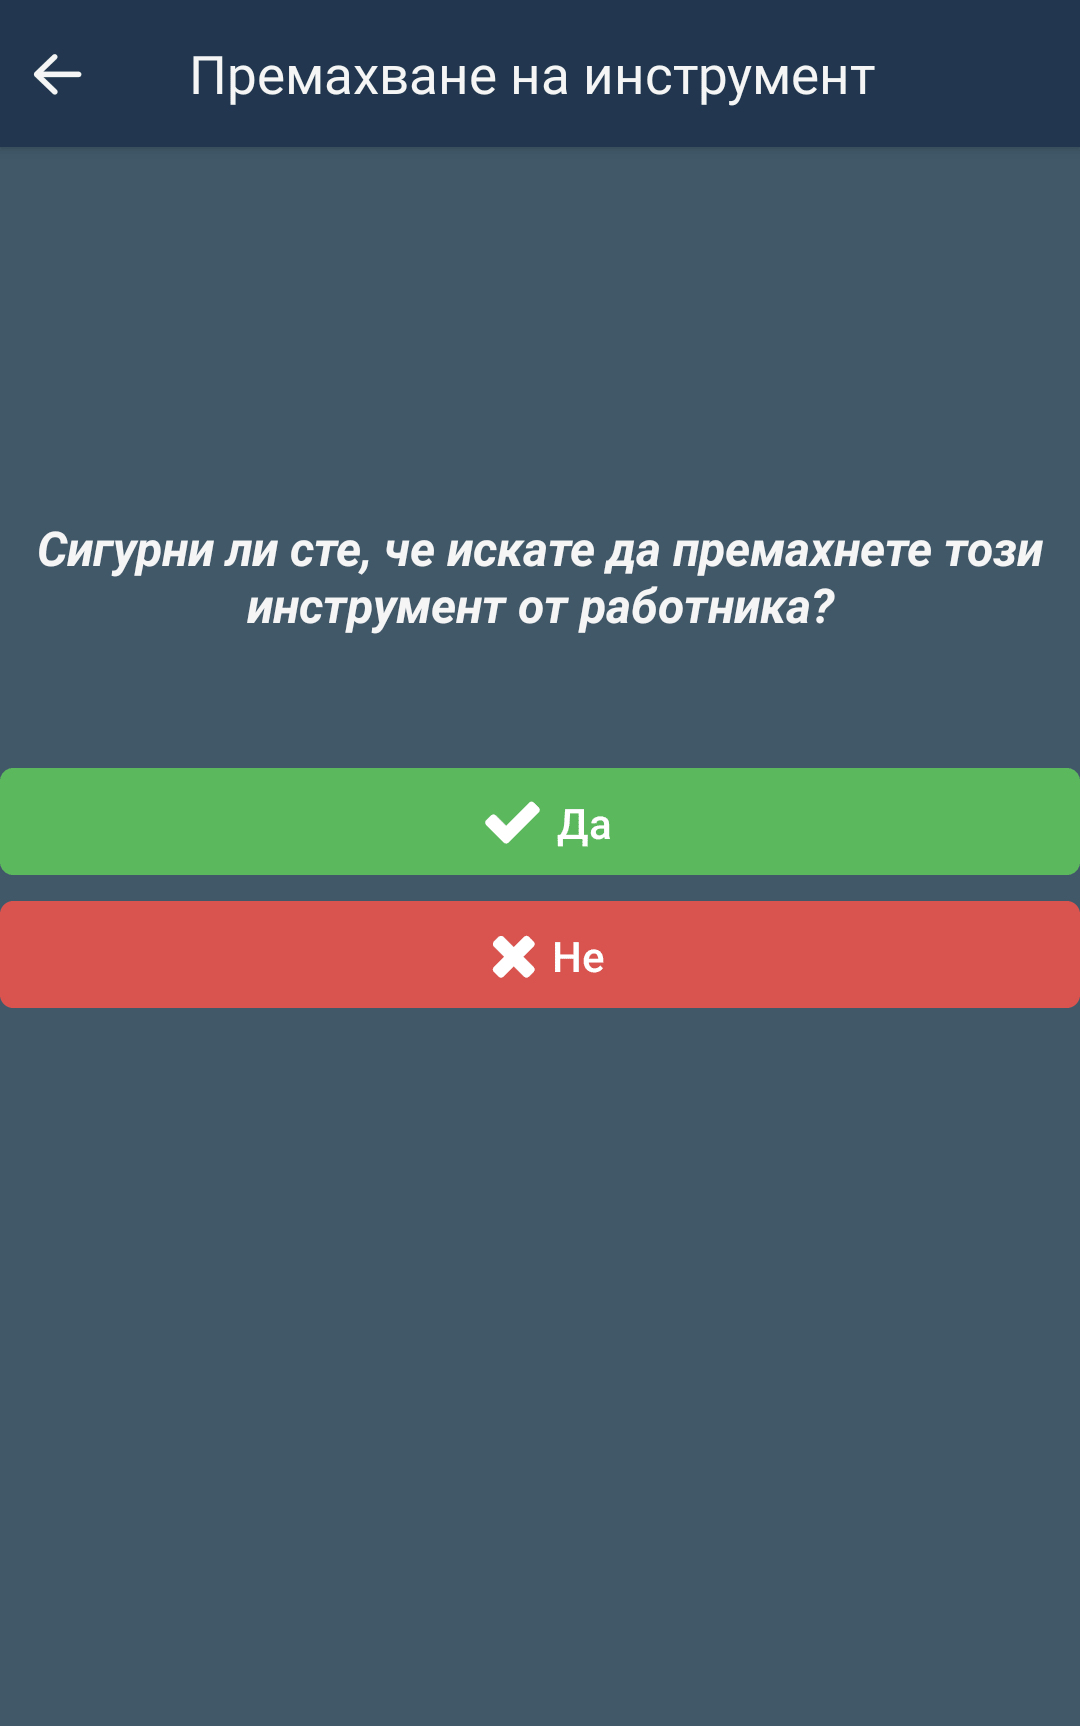 Премахване на инструмент
Сигурни ли сте, че искате да премахнете този
инструмент от работника?
Да
Не